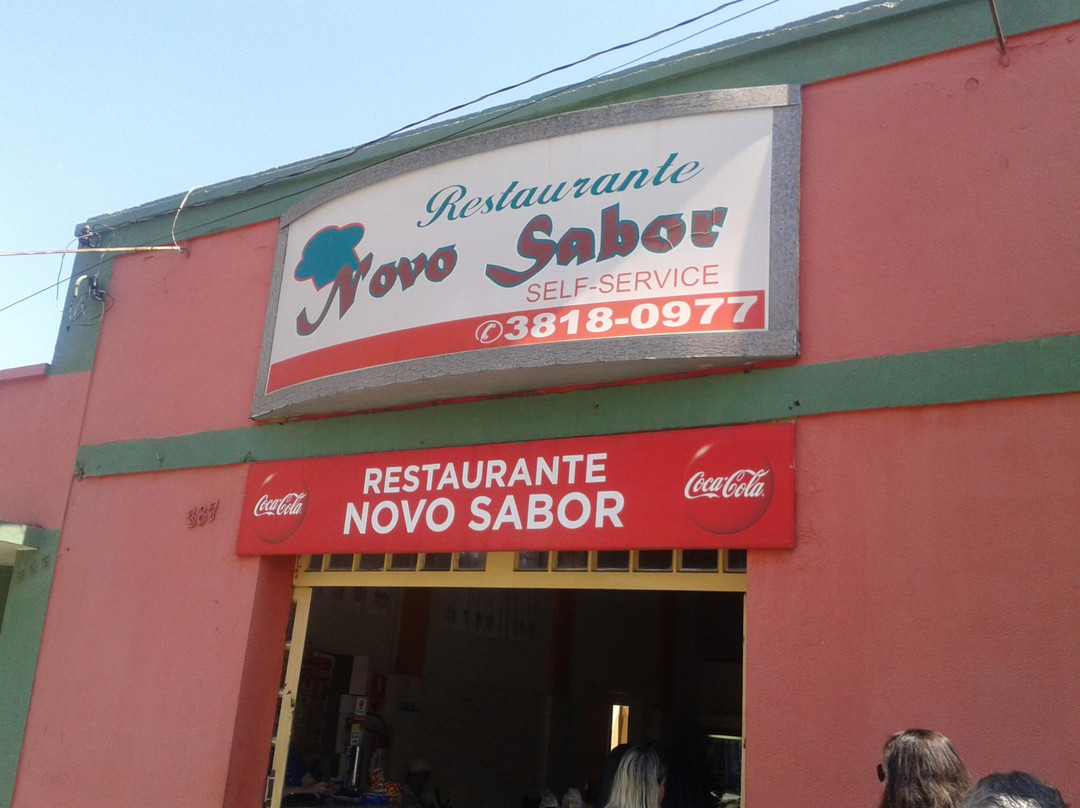 Restaurante
Novo Sabor
SELF-SERVICE
3818-0977
Coca-Cola
RESTAURANTE
NOVO SABOR
Coca-Cola
387